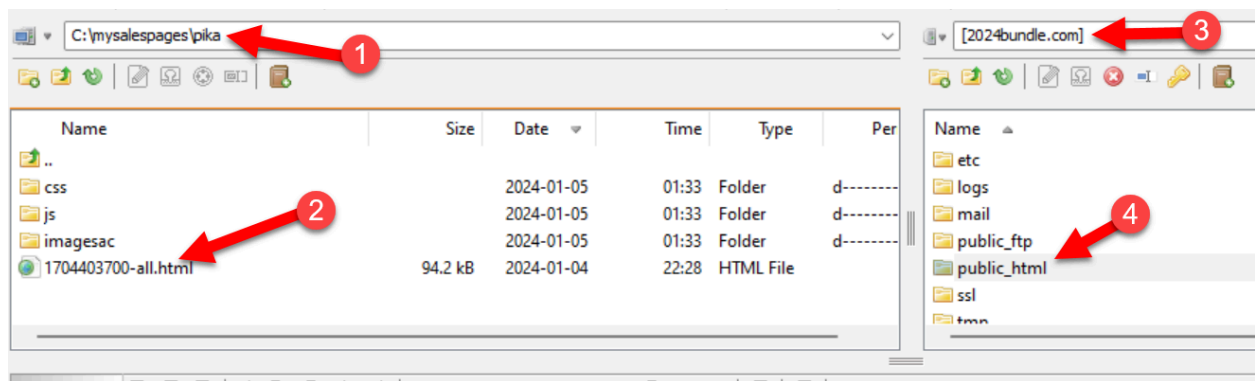 C:\mysalespages\pika
1
[2024bundle.com]
3
Name Size Date Time Type Per
..
css 2024-01-05 01:33 Folder d--------
js 2024-01-05 01:33 Folder d--------
imagesac 2024-01-05 01:33 Folder d--------
1704403700-all.html 94.2 kB 2024-01-04 22:28 HTML File
2
Name
etc
logs
mail
public_ftp
public_html
ssl
tmp
4